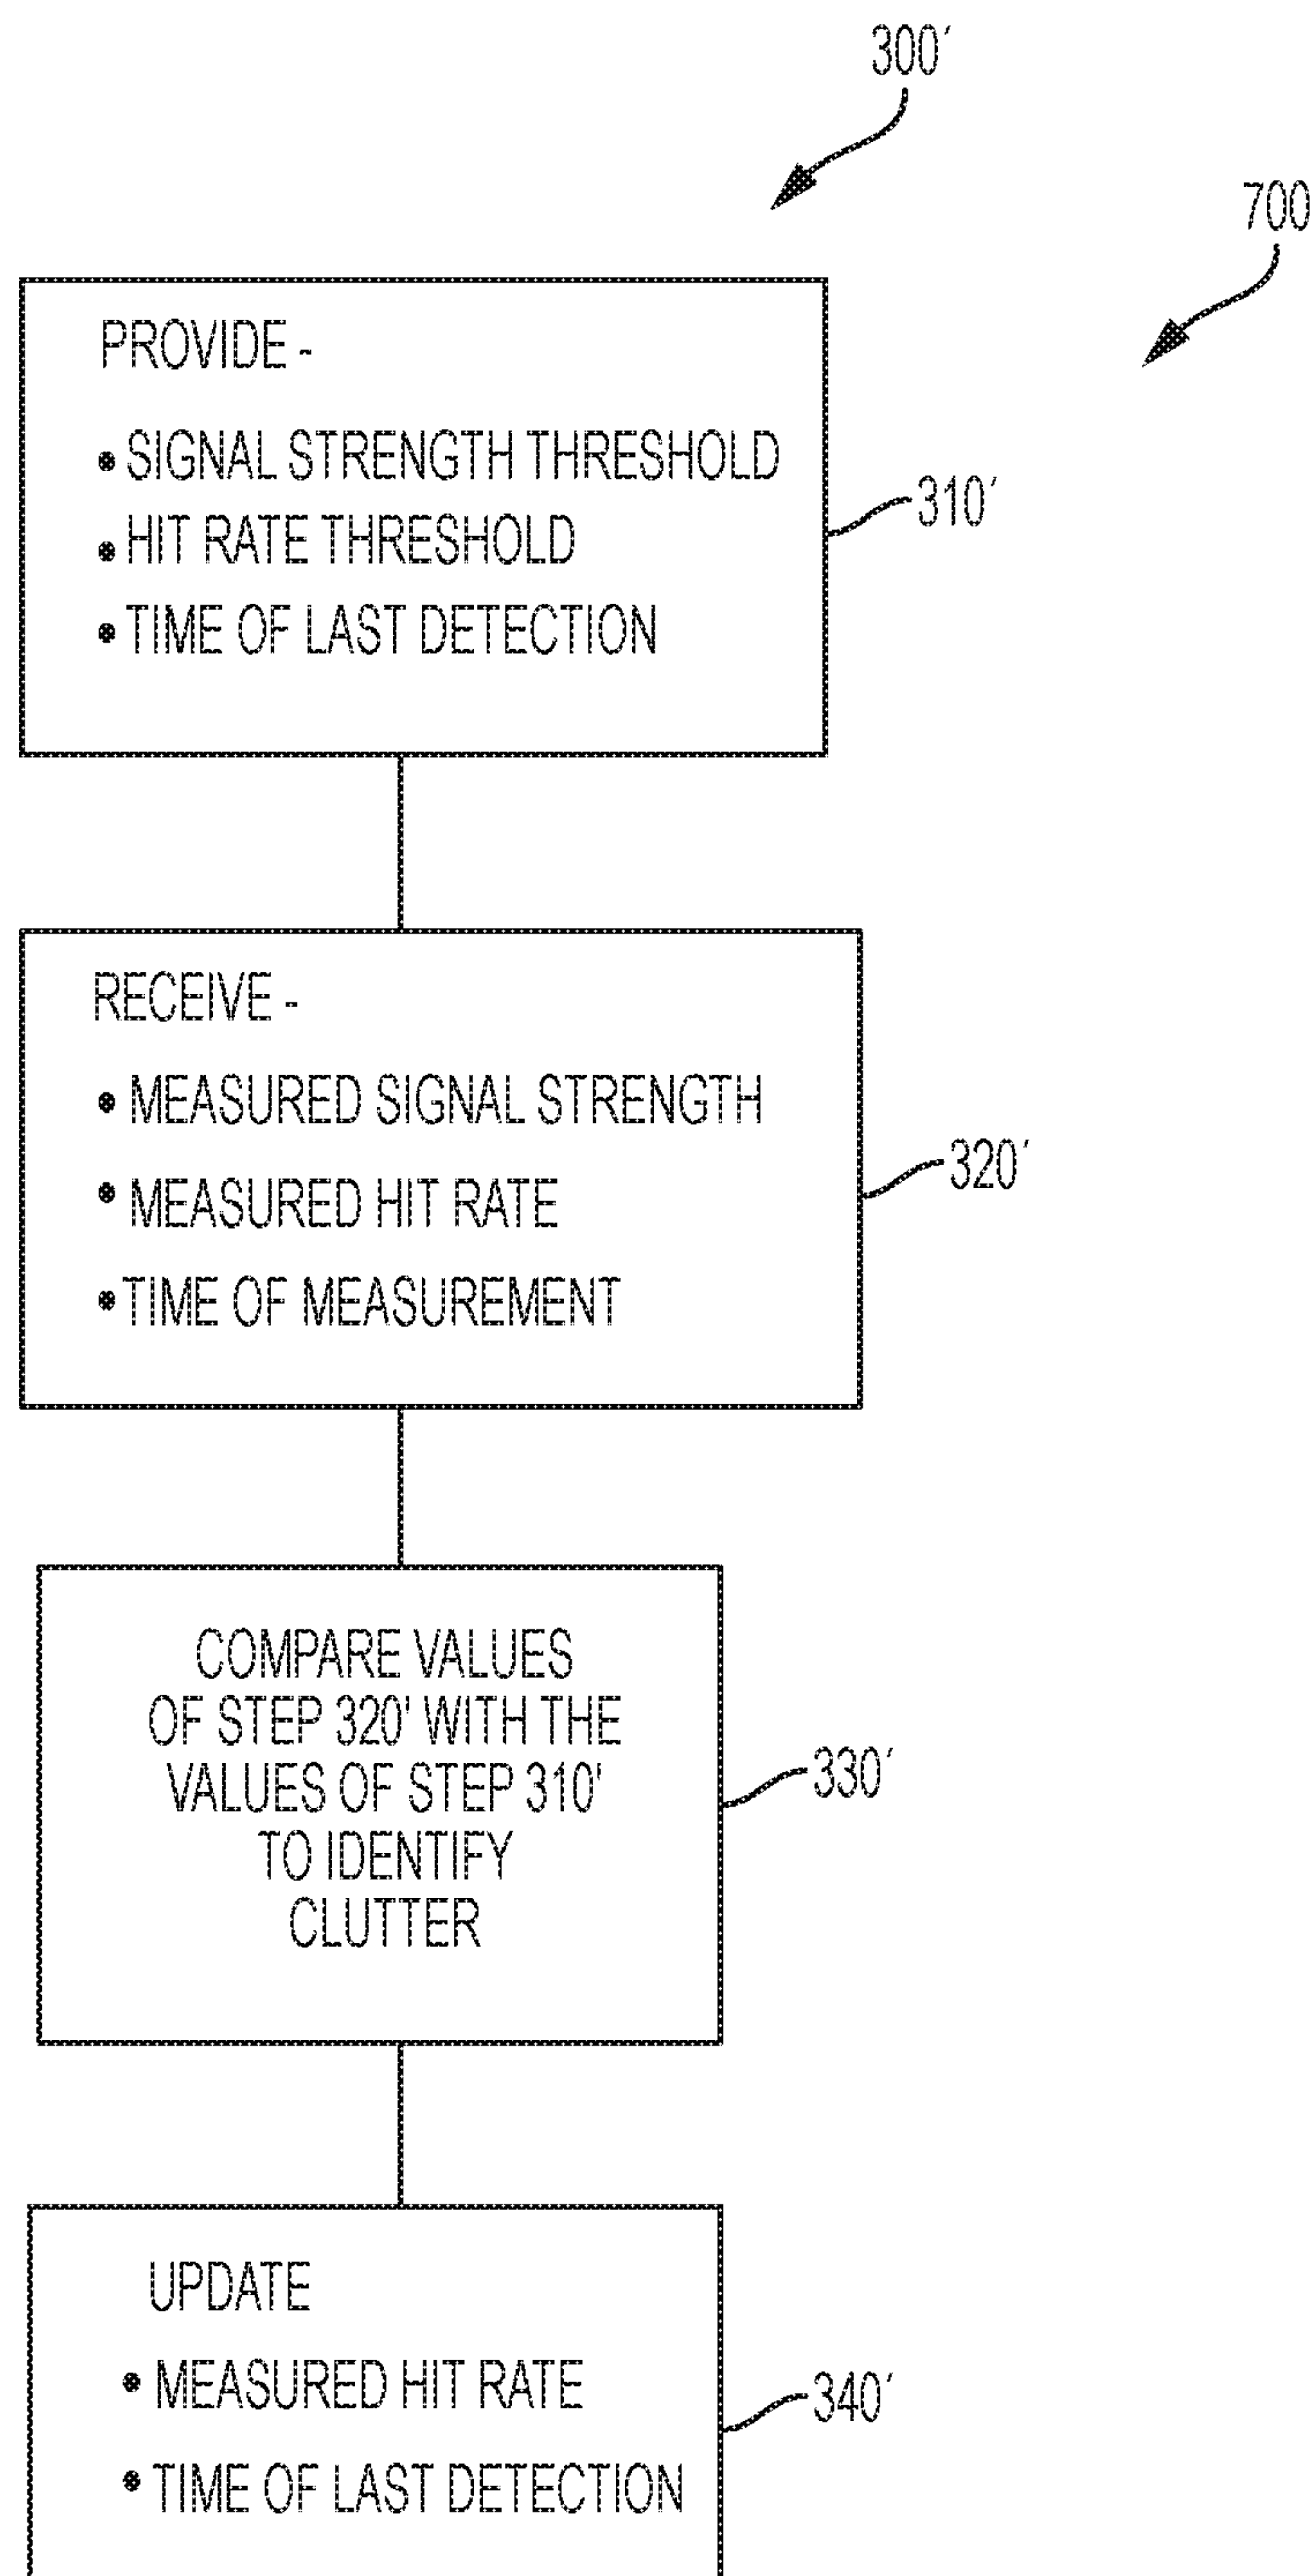 300′
700
PROVIDE -
• SIGNAL STRENGTH THRESHOLD
• HIT RATE THRESHOLD
• TIME OF LAST DETECTION
310′
RECEIVE -
• MEASURED SIGNAL STRENGTH
• MEASURED HIT RATE
• TIME OF MEASUREMENT
320′
COMPARE VALUES
OF STEP 320' WITH THE
VALUES OF STEP 310'
TO IDENTIFY
CLUTTER
330′
UPDATE
• MEASURED HIT RATE
• TIME OF LAST DETECTION
340′